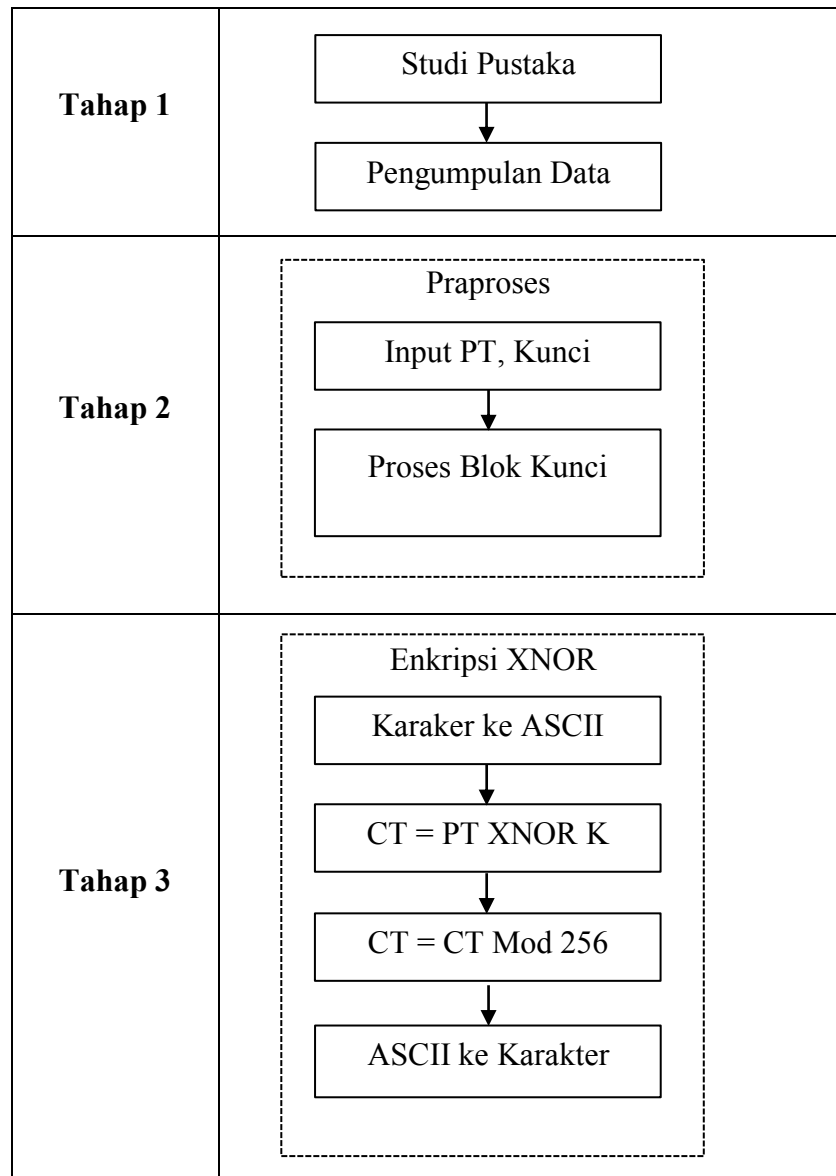 Tahap 1
Studi Pustaka
Pengumpulan Data
Tahap 2
Praproses
Input PT, Kunci
Proses Blok Kunci
Tahap 3
Enkripsi XNOR
Karaker ke ASCII
CT = PT XNOR K
CT = CT Mod 256
ASCII ke Karakter